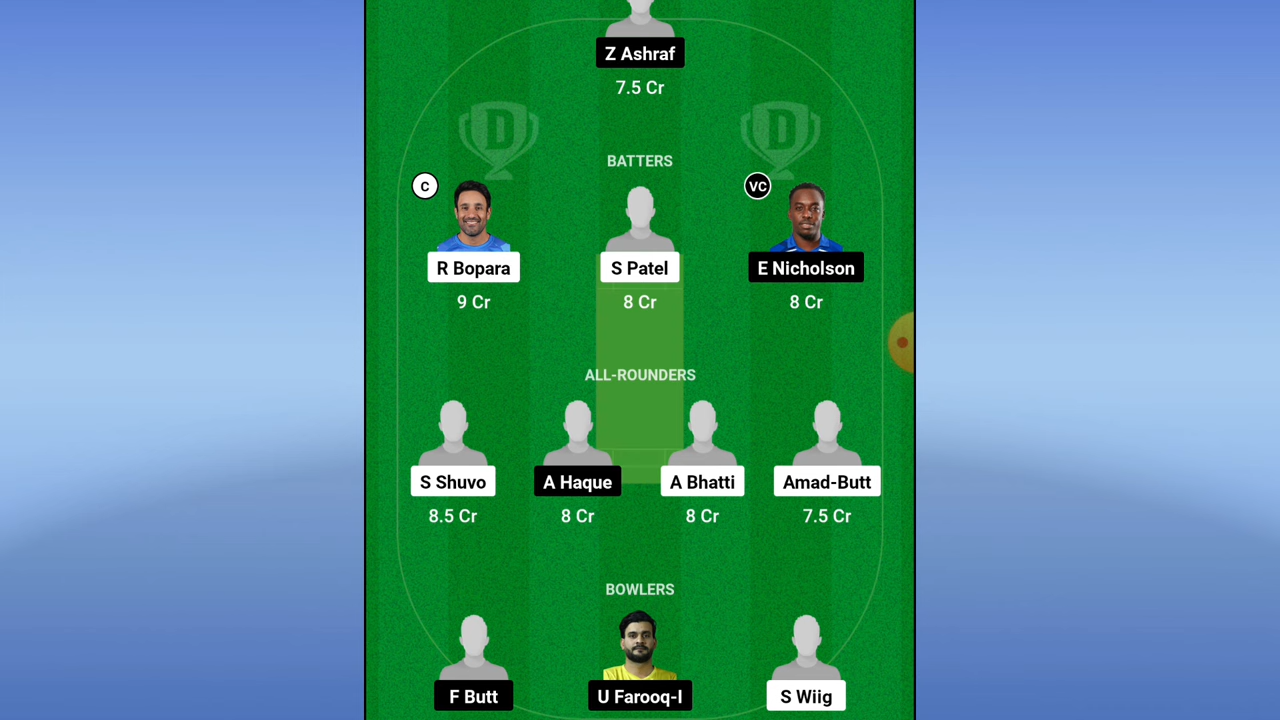 Z Ashraf
7.5 Cr
D D
BATTERS
C VC
R Bopara S Patel E Nicholson
9 Cr 8 Cr 8 Cr
ALL-ROUNDERS
S Shuvo A Haque A Bhatti Amad-Butt
8.5 Cr 8 Cr 8 Cr 7.5 Cr
BOWLERS
F Butt U Farooq-I S Wiig